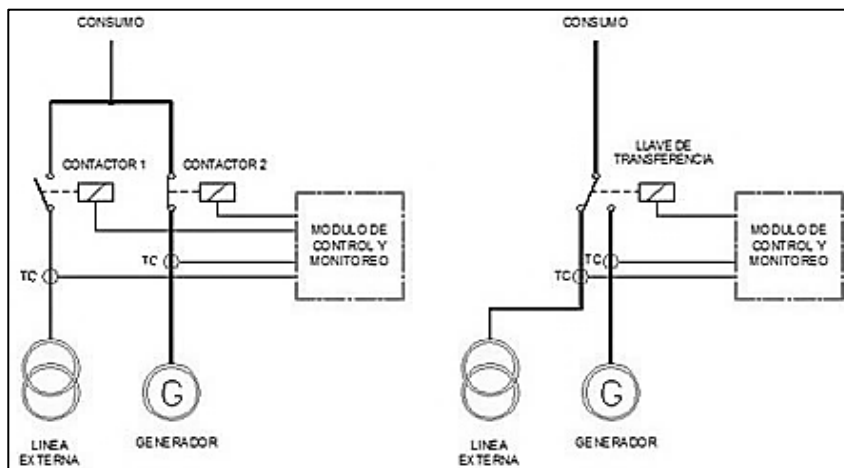 CONSUMO
CONTACTOR 1
CONTACTOR 2
MODULO DE
CONTROL Y
MONITOREO
TC
TC
G
LINEA
EXTERNA
GENERADOR
CONSUMO
LLAVE DE
TRANSFERENCIA
MODULO DE
CONTROL Y
MONITOREO
TC
TC
G
LINEA
EXTERNA
GENERADOR